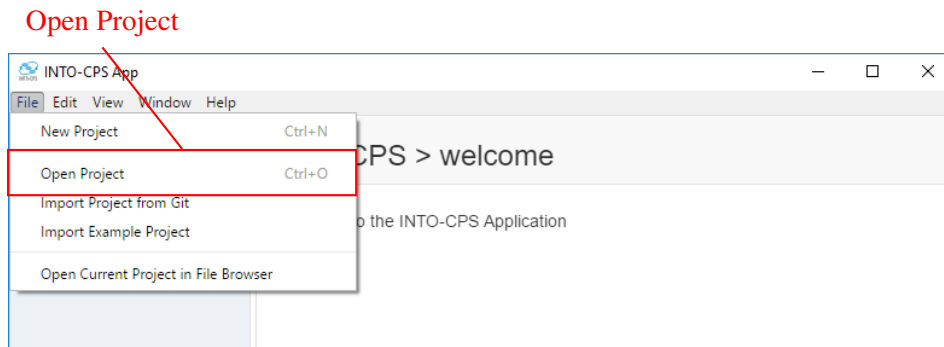 Open Project
INTO-CPS App
File Edit View Window Help
New Project Ctrl+N
CPS > welcome
Open Project Ctrl+O
Import Project from Git
o the INTO-CPS Application
Import Example Project
Open Current Project in File Browser